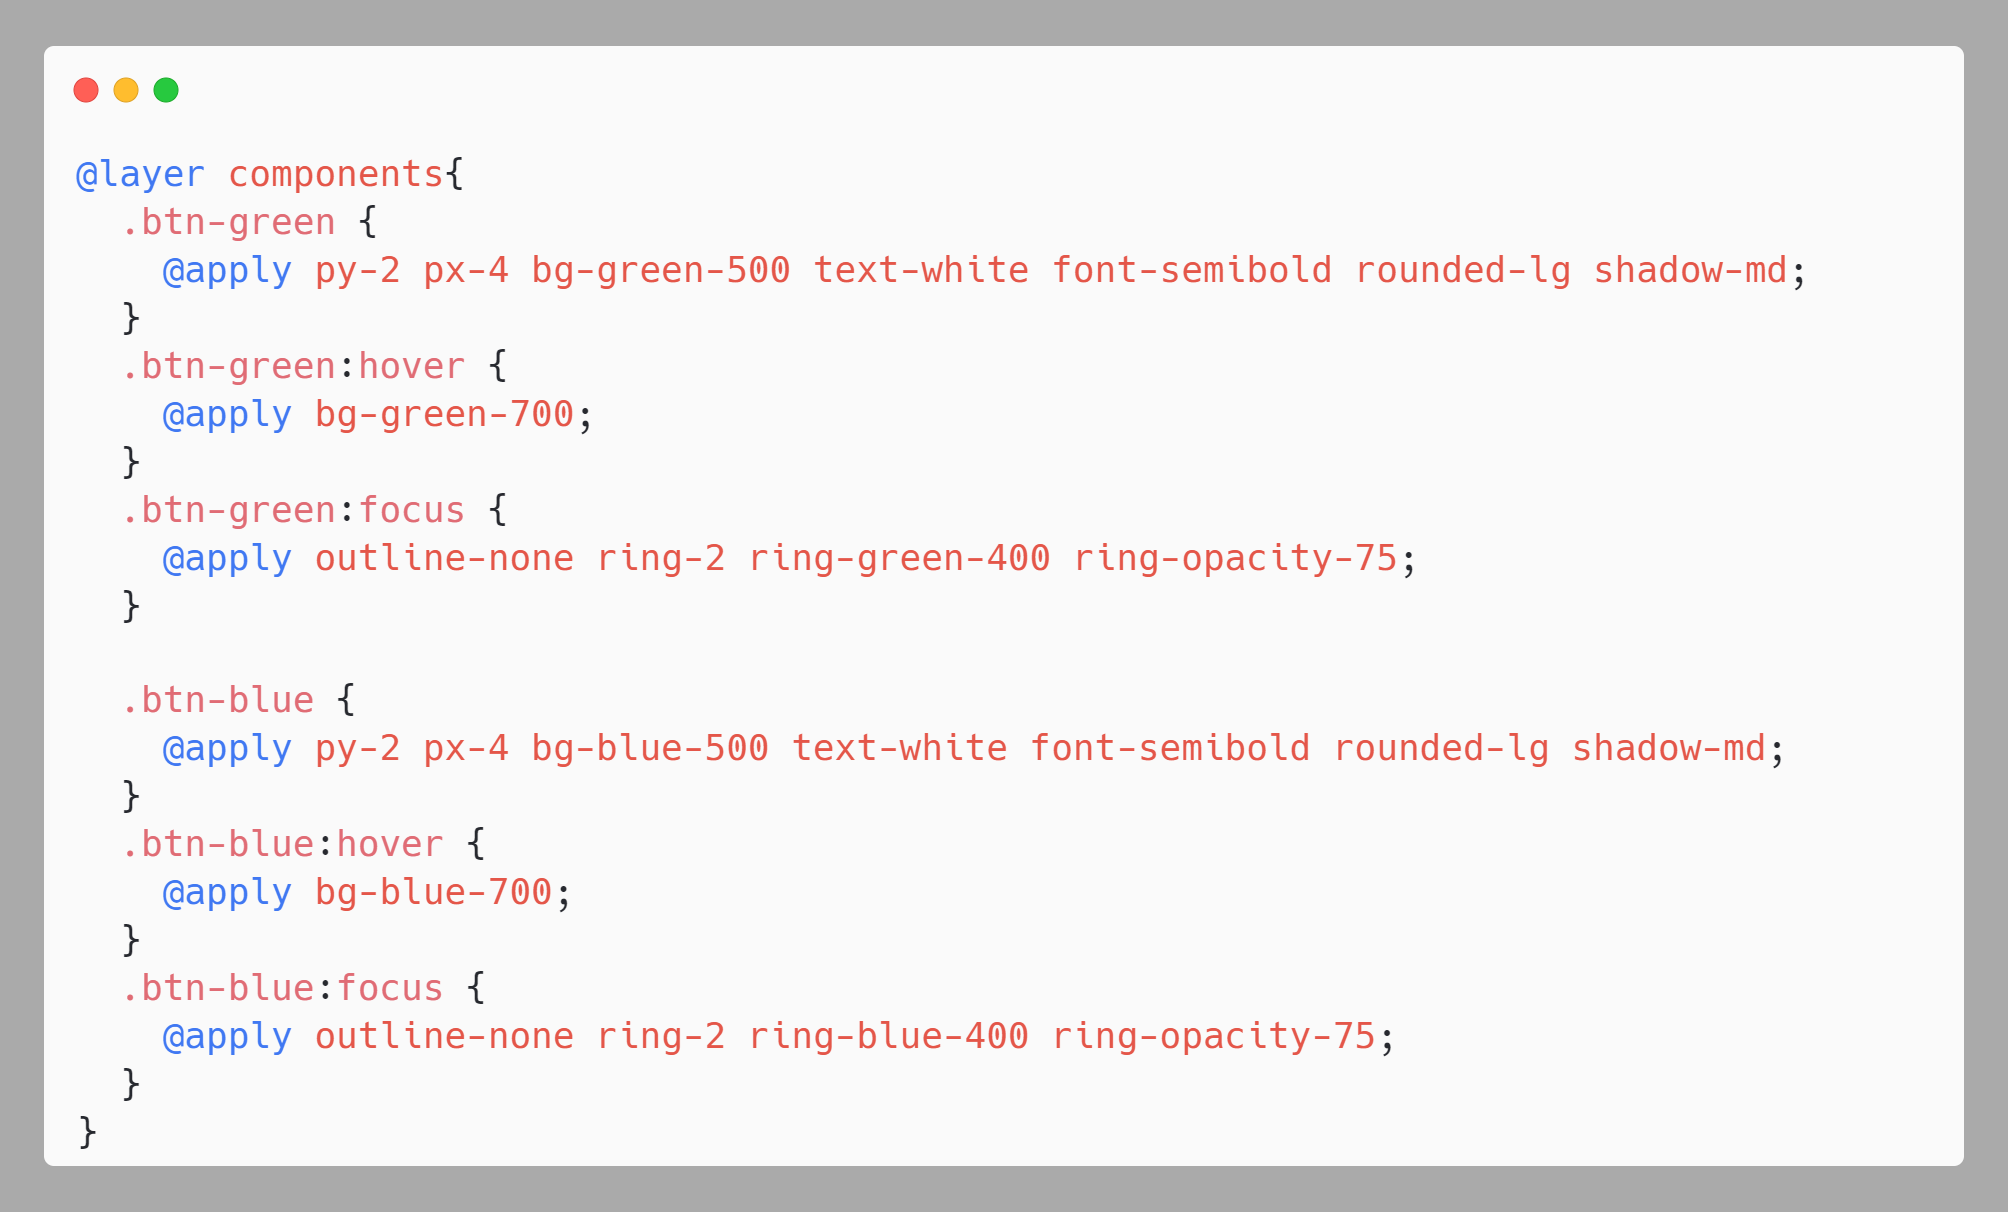 @layer components{
  .btn-green {
    @apply py-2 px-4 bg-green-500 text-white font-semibold rounded-lg shadow-md;
  }
  .btn-green:hover {
    @apply bg-green-700;
  }
  .btn-green:focus {
    @apply outline-none ring-2 ring-green-400 ring-opacity-75;
  }

  .btn-blue {
    @apply py-2 px-4 bg-blue-500 text-white font-semibold rounded-lg shadow-md;
  }
  .btn-blue:hover {
    @apply bg-blue-700;
  }
  .btn-blue:focus {
    @apply outline-none ring-2 ring-blue-400 ring-opacity-75;
  }
}